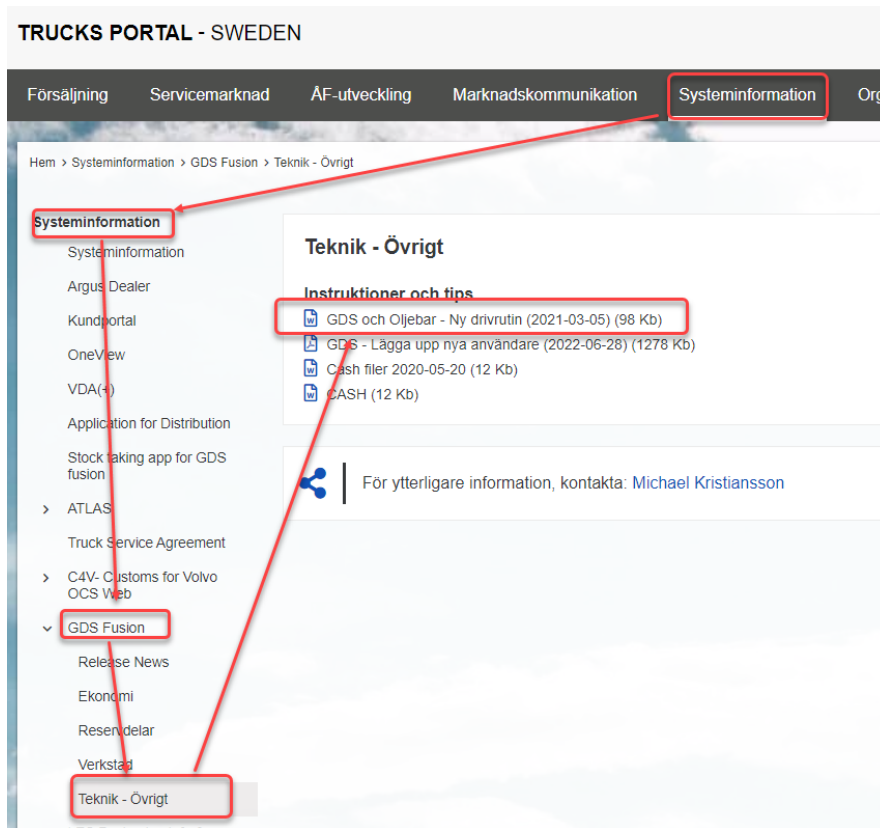 TRUCKS PORTAL - SWEDEN
Försäljning Servicemarknad ÅF-utveckling Marknadskommunikation Systeminformation Org
Hem > Systeminformation > GDS Fusion > Teknik - Övrigt
Systeminformation
Systeminformation
Argus Dealer
Kundportal
OneView
VDA(+)
Application for Distribution
Stock taking app for GDS
fusion
ATLAS
Truck Service Agreement
C4V- Customs for Volvo
OCS Web
GDS Fusion
Release News
Ekonomi
Reservdelar
Verkstad
Teknik - Övrigt
Teknik - Övrigt
Instruktioner och tips
GDS och Oljebar - Ny drivrutin (2021-03-05) (98 Kb)
GDS - Lägga upp nya användare (2022-06-28) (1278 Kb)
Cash filer 2020-05-20 (12 Kb)
CASH (12 Kb)
För ytterligare information, kontakta: Michael Kristiansson